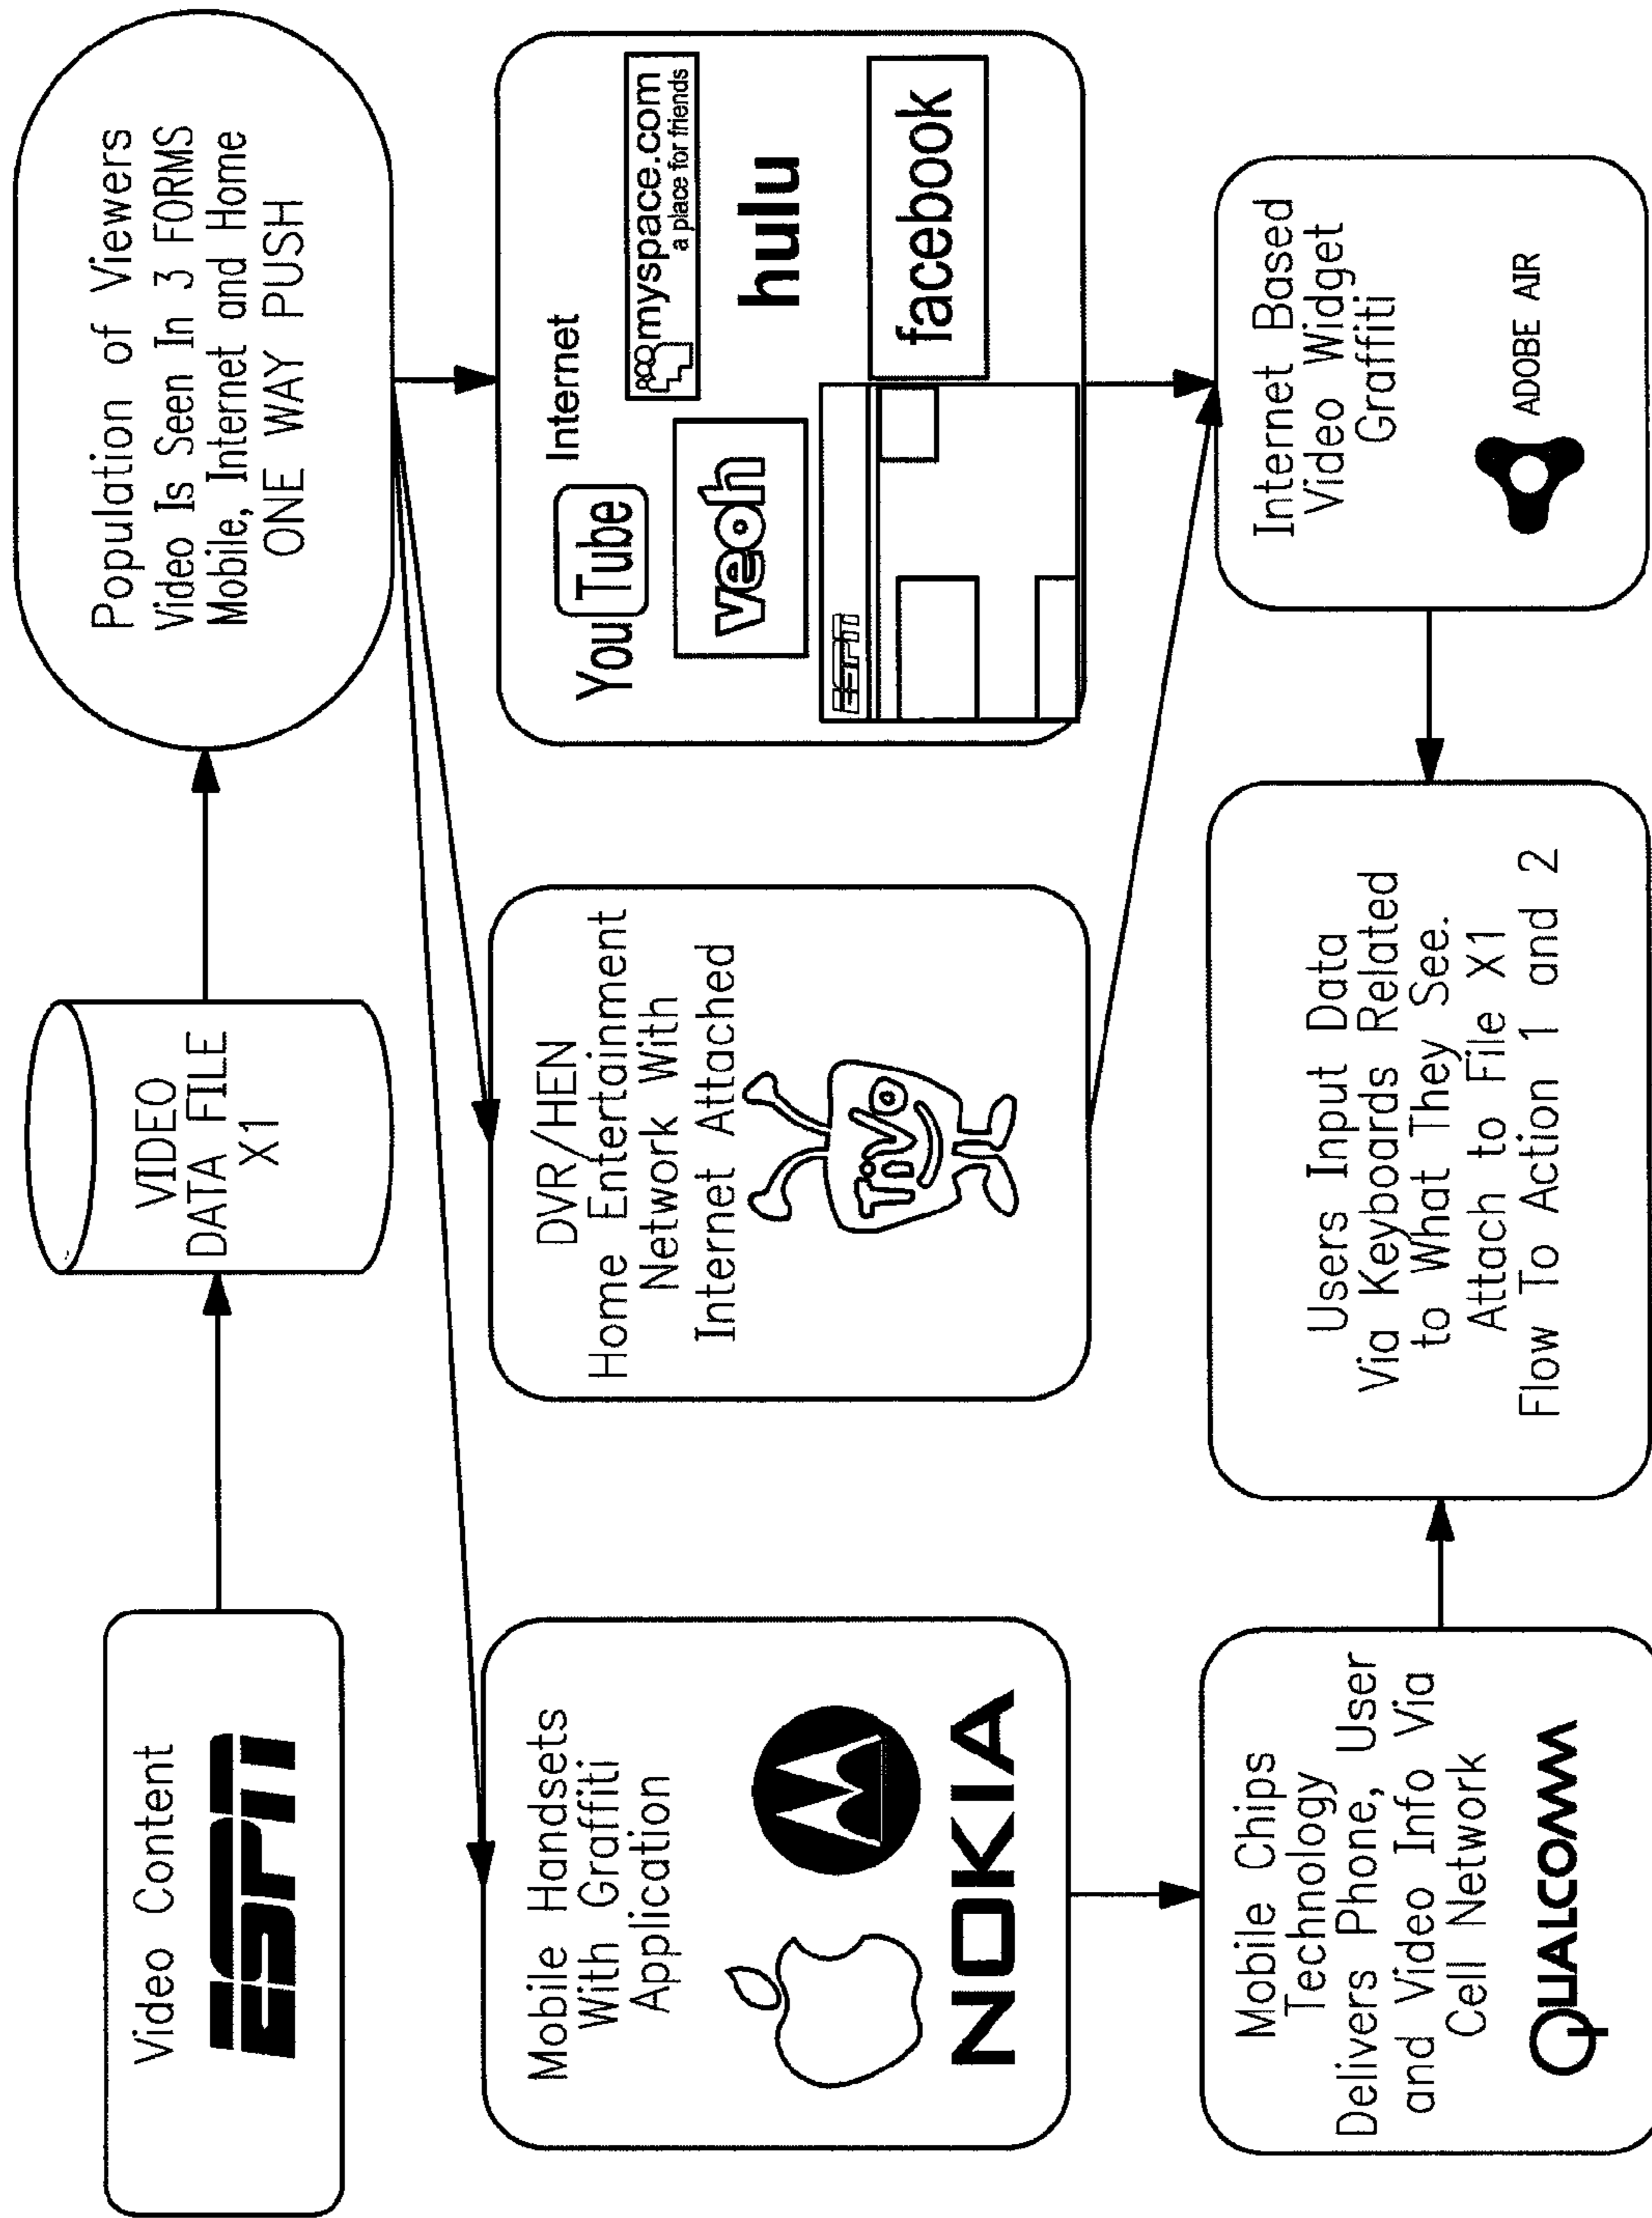 Video Content
ESPN
VIDEO
DATA FILE
X1
Population of Viewers
Video Is Seen In 3 FORMS
Mobile, Internet and Home
ONE WAY PUSH
Mobile Handsets
With Graffiti
Application
NOKIA
DVR/HEN
Home Entertainment
Network With
Internet Attached
TiVo
Internet
YouTube
myspace.com
a place for friends
veoh
hulu
ESPN
facebook
Mobile Chips
Technology
Delivers Phone, User
and Video Info Via
Cell Network
QUALCOMM
Users Input Data
Via Keyboards Related
to What They See.
Attach to File X1
Flow To Action 1 and 2
Internet Based
Video Widget
Graffiti
ADOBE AIR